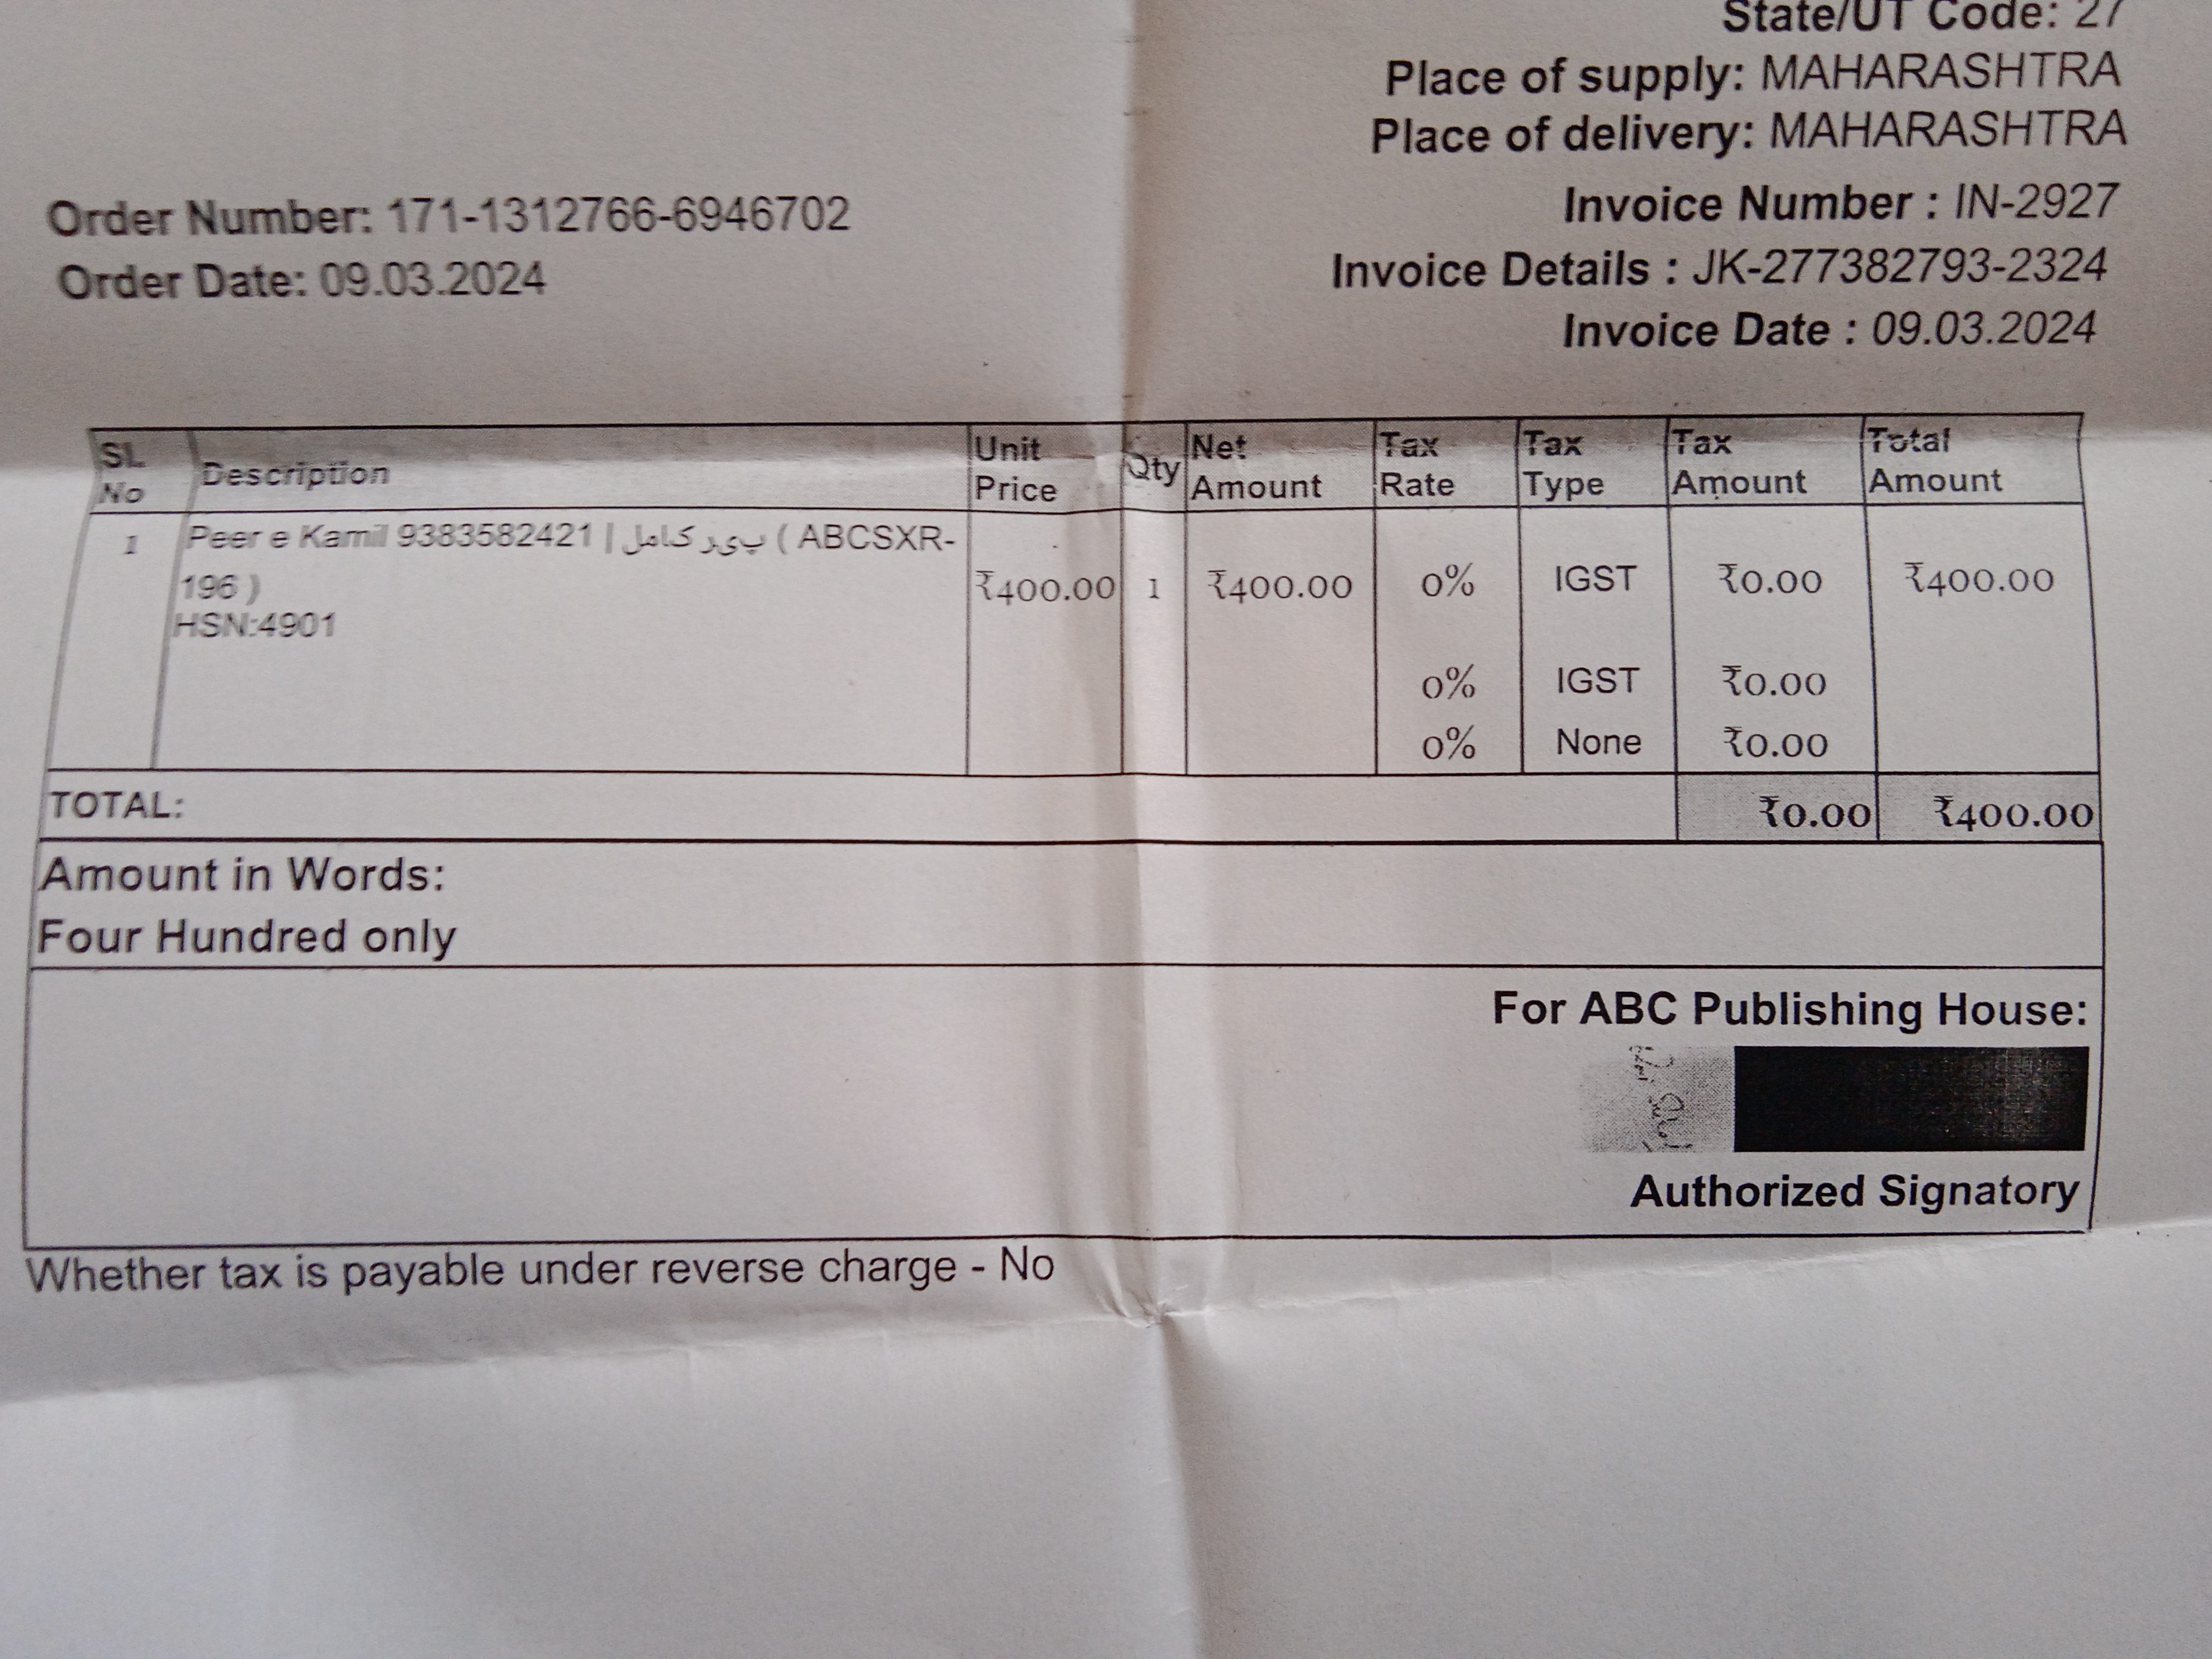 State/UT Code: 27
Place of supply: MAHARASHTRA
Place of delivery: MAHARASHTRA
Order Number: 171-1312766-6946702
Invoice Number : IN-2927
Order Date: 09.03.2024
Invoice Details : JK-277382793-2324
Invoice Date : 09.03.2024
SL No Description Unit Price Qty Net Amount Tax Rate Tax Type Tax Amount Total Amount
1 Peer e Kamil 9383582421 | پیر کامل ( ABCSXR-
196 ) ₹400.00 1 ₹400.00 0% IGST ₹0.00 ₹400.00
HSN:4901
0% IGST ₹0.00
0% None ₹0.00
TOTAL: ₹0.00 ₹400.00
Amount in Words:
Four Hundred only
For ABC Publishing House:
Authorized Signatory
Whether tax is payable under reverse charge - No